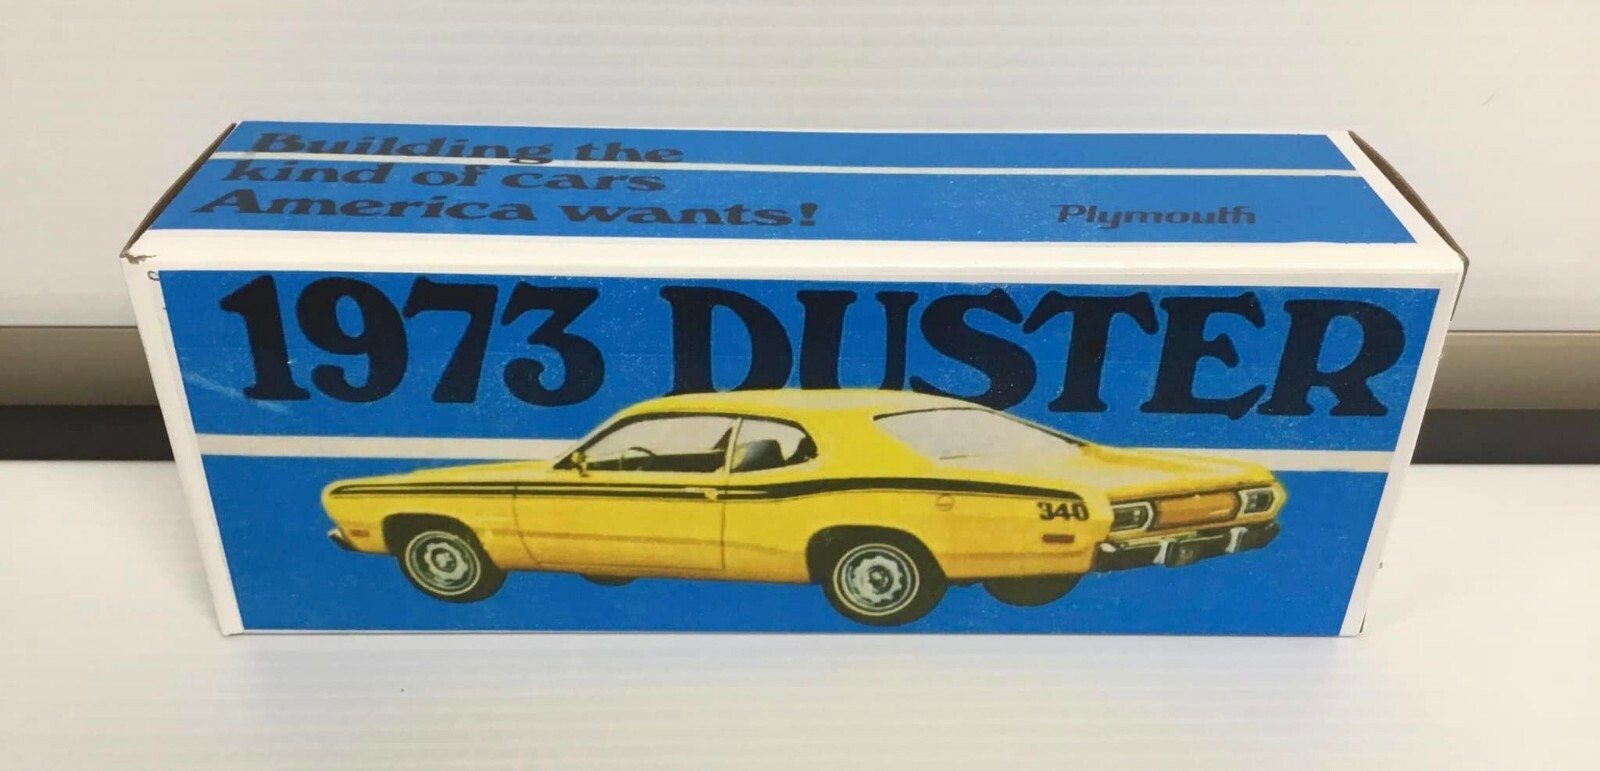 Building the
kind of cars
America wants!
Plymouth
1973 DUSTER
340